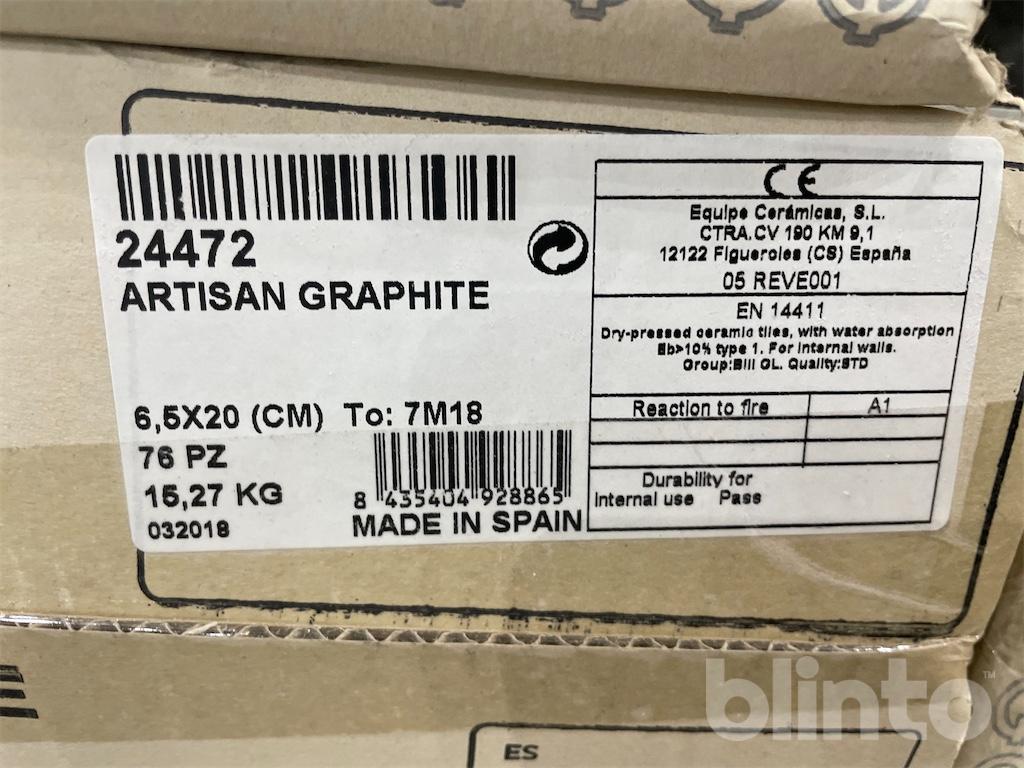 24472
ARTISAN GRAPHITE
6,5X20 (CM) To: 7M18
76 PZ
15,27 KG
032018
8 435404 928865
MADE IN SPAIN
CE
Equipe Cerámicas, S.L.
CTRA.CV 190 KM 9,1
12122 Figueroles (CS) España
05 REVE001
EN 14411
Dry-pressed ceramic tiles, with water absorption
Eb>10% type 1. For internal walls.
Group:BIII GL. Quality:STD
Reaction to fire A1
Durability for
internal use Pass
ES
blinto™